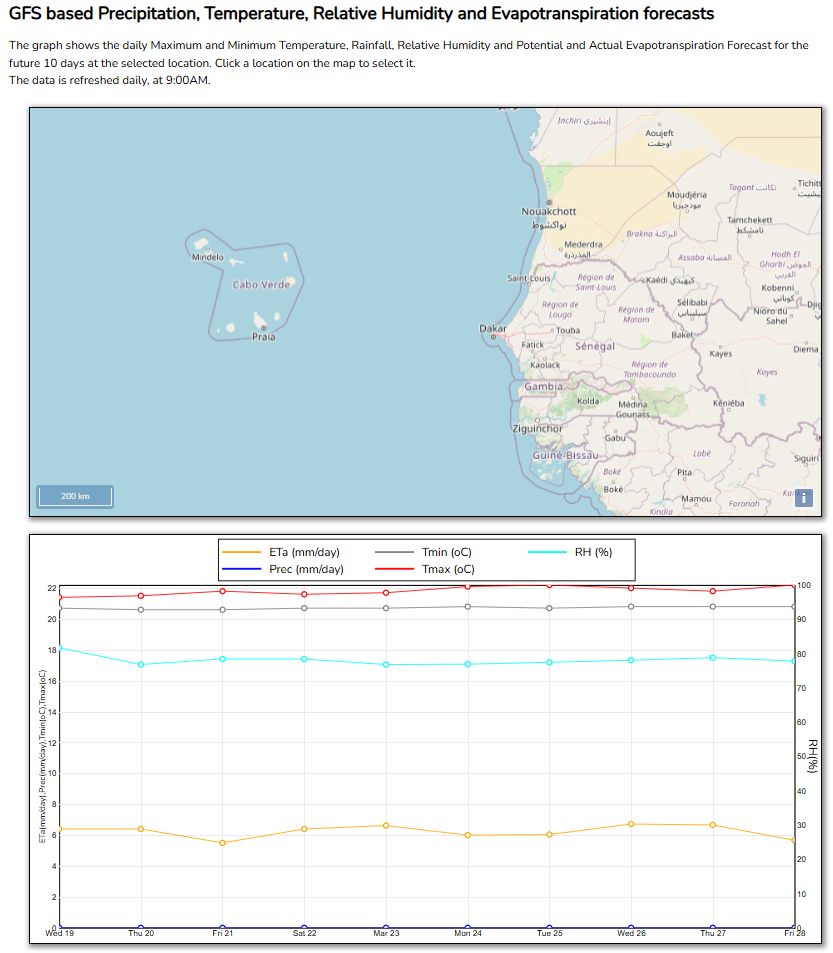 GFS based Precipitation, Temperature, Relative Humidity and Evapotranspiration forecasts
The graph shows the daily Maximum and Minimum Temperature, Rainfall, Relative Humidity and Potential and Actual Evapotranspiration Forecast for the
future 10 days at the selected location. Click a location on the map to select it.
The data is refreshed daily, at 9:00AM.
Inchiri إينشيري
Aoujeft
اوجفت
Tagant تكانت
Tichitt
Moudjéria
مودجيريا
Nouakchott
نواكشوط
Tamchekett
تامشكط
Brakna البراكنة
Mederdra
المذرذرة
Assaba العصابة
Hodh El
Gharbi الحوض
الغربي
Mindelo
Cabo Verde
Praia
Saint-Louis
Région de
Saint-Louis
Kaédi كيهيدي
Kobenni
كوبني
Sélibabi
سيليبابي
Région de
Louga
Région de
Matam
Nioro du
Sahel
Djig
Dakar
Touba
Bakel
Fatick
Sénégal
Kayes
Diema
Kaolack
Région de
Tambacounda
Kayes
Gambia
Kolda
Médina
Gounass
Kéniéba
Ziguinchor
Gabu
Guiné-Bissau
Labé
Siguiri
Boké
Pita
Boké
Mamou
Faranah
Kindia
200 km
i
ETa (mm/day)
Tmin (oC)
RH (%)
Prec (mm/day)
Tmax (oC)
22
20
18
16
14
12
10
8
6
4
2
0
ETa(mm/day),Prec(mm/day),Tmin(oC),Tmax(oC)
100
90
80
70
60
50
40
30
20
10
0
RH(%)
Wed 19
Thu 20
Fri 21
Sat 22
Mar 23
Mon 24
Tue 25
Wed 26
Thu 27
Fri 28